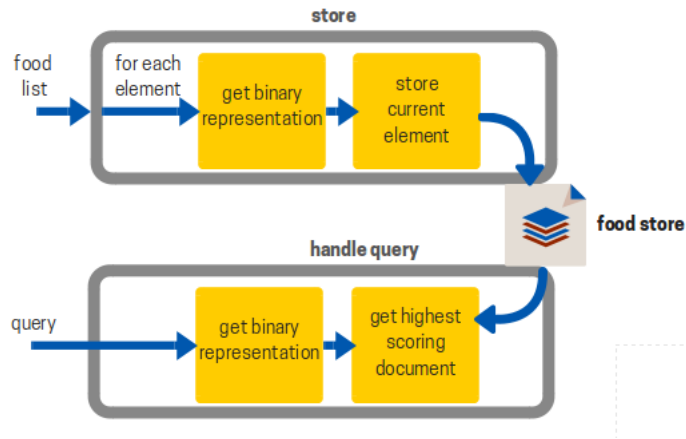 store
food
list
for each
element
get binary
representation
store
current
element
food store
handle query
query
get binary
representation
get highest
scoring
document